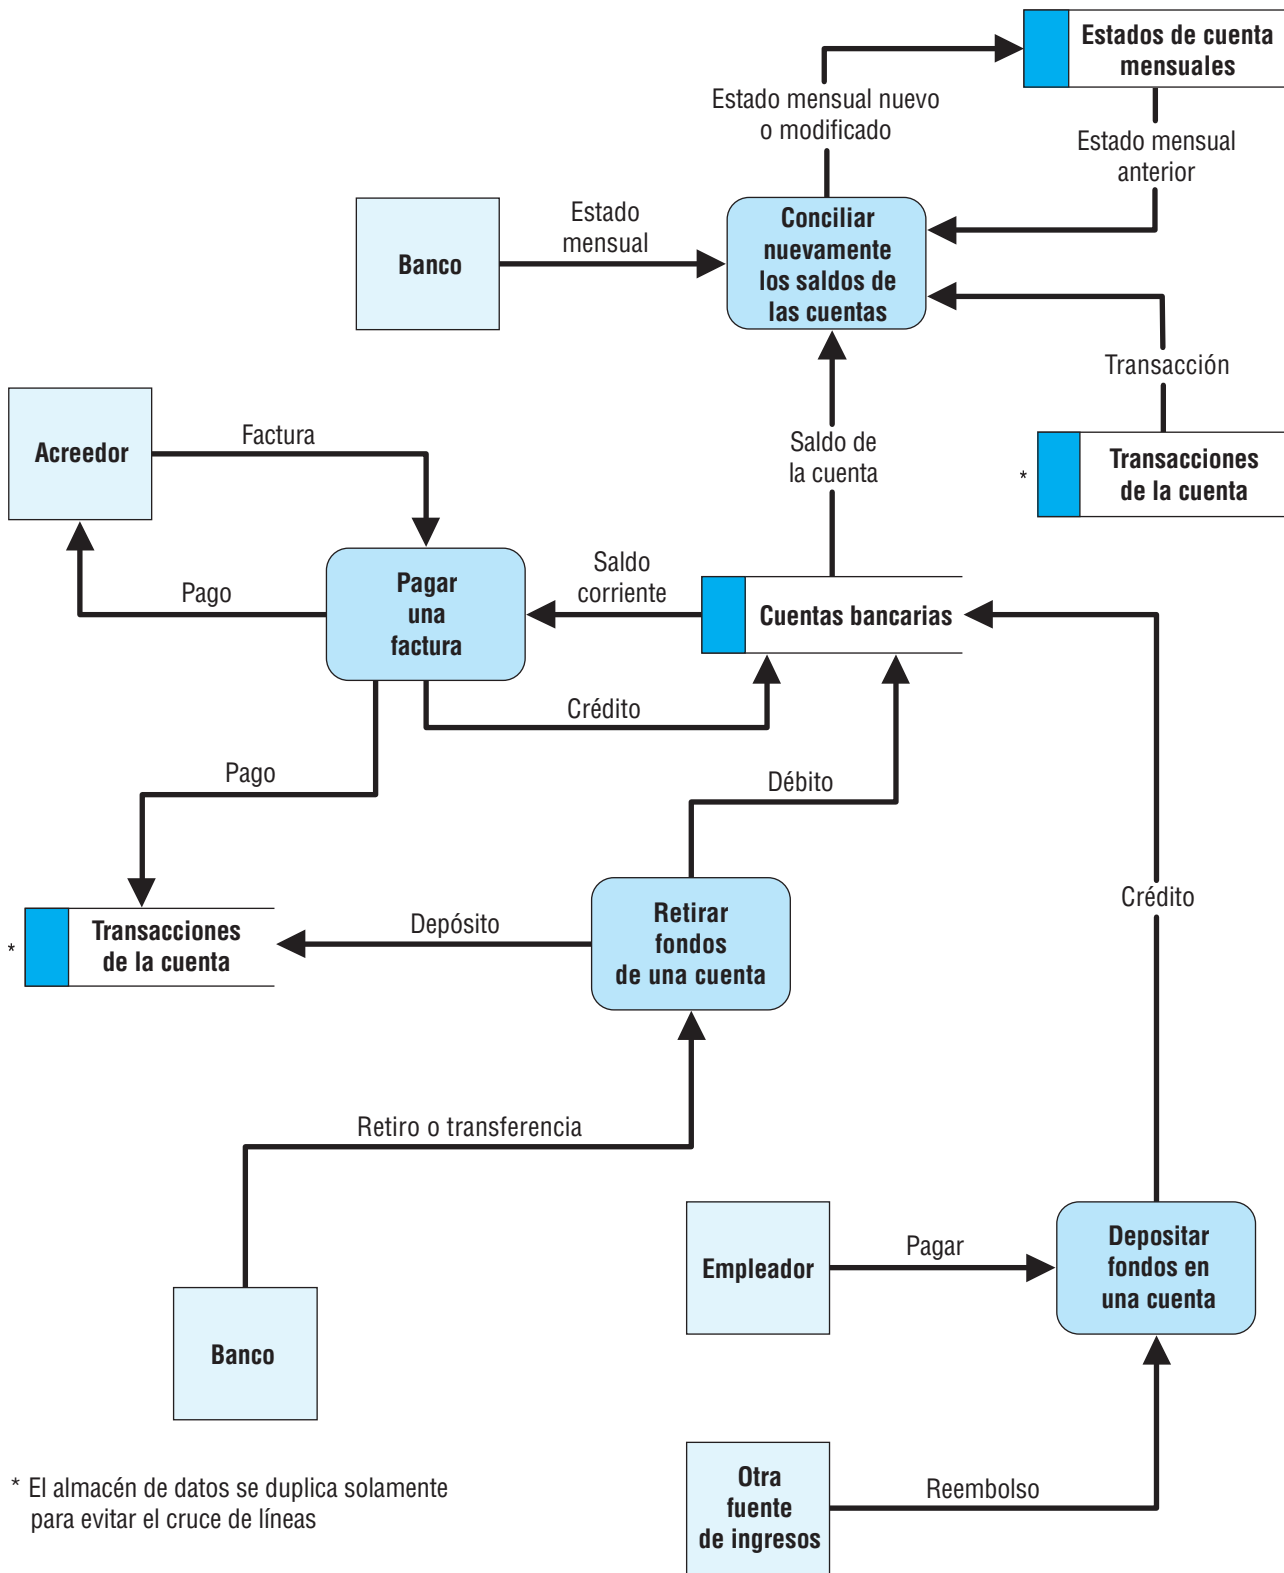 Estados de cuenta
mensuales
Estado mensual nuevo
o modificado
Estado mensual
anterior
Banco
Estado
mensual
Conciliar
nuevamente
los saldos de
las cuentas
Transacción
Acreedor
Factura
Saldo de
la cuenta
* Transacciones
de la cuenta
Pago
Pagar
una
factura
Saldo
corriente
Cuentas bancarias
Crédito
Pago
Débito
* Transacciones
de la cuenta
Depósito
Retirar
fondos
de una cuenta
Crédito
Retiro o transferencia
Empleador
Pagar
Depositar
fondos en
una cuenta
Banco
Otra
fuente
de ingresos
Reembolso
* El almacén de datos se duplica solamente
para evitar el cruce de líneas